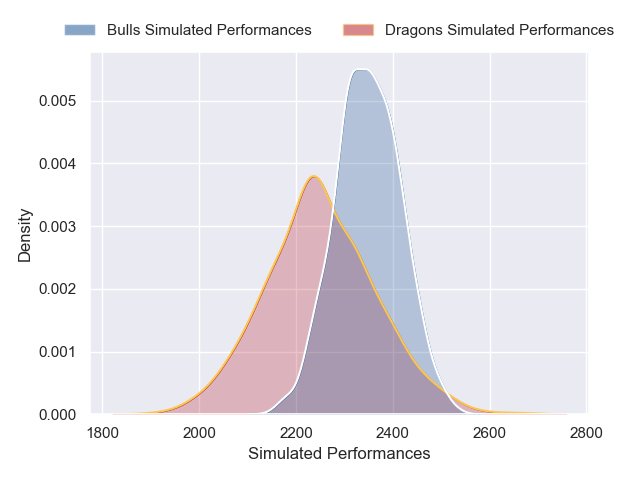 Bulls Simulated Performances Dragons Simulated Performances
0.005
0.004
0.003
0.002
0.001
0.000
Density
1800 2000 2200 2400 2600 2800
Simulated Performances